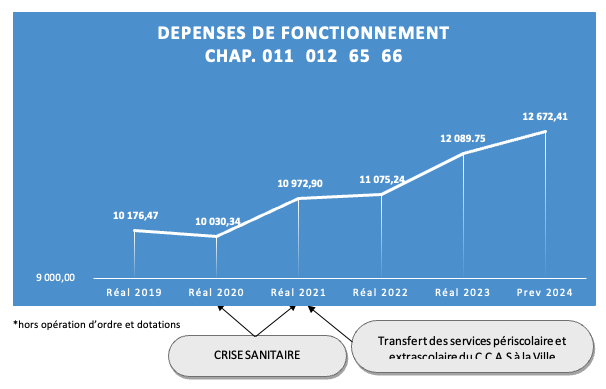 DEPENSES DE FONCTIONNEMENT
CHAP. 011 012 65 66
12 672,41
12 089.75
10 972,90
11 075,24
10 176,47
10 030,34
9 000,00
Réal 2019 Réal 2020 Réal 2021 Réal 2022 Réal 2023 Prev 2024
*hors opération d'ordre et dotations
CRISE SANITAIRE
Transfert des services périscolaire et
extrascolaire du C.C.A.S à la Ville